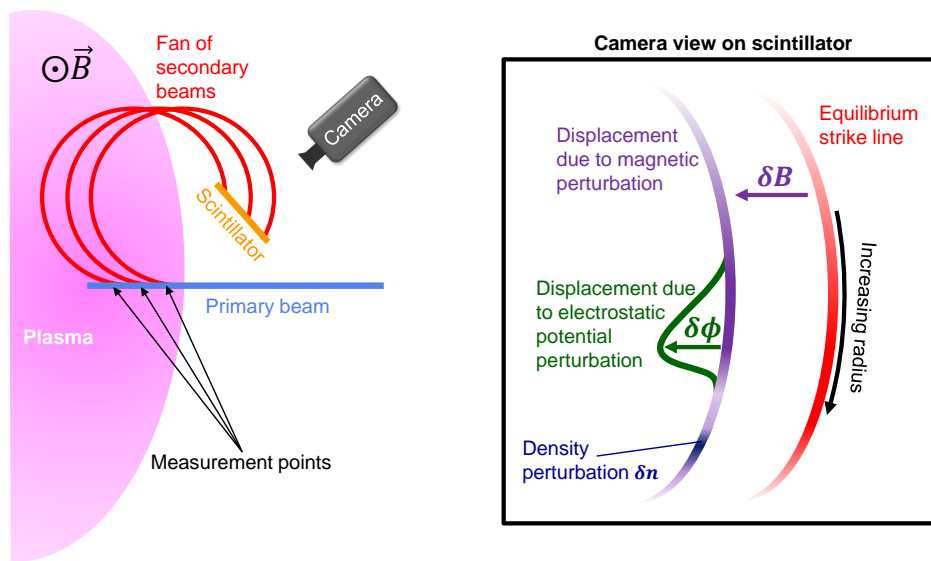 ⊙B⃗
Fan of
secondary
beams
Camera
Scintillator
Primary beam
Plasma
Measurement points
Camera view on scintillator
Equilibrium
strike line
Displacement
due to magnetic
perturbation
δB
Increasing radius
Displacement due
to electrostatic
potential
perturbation
δϕ
Density
perturbation δn